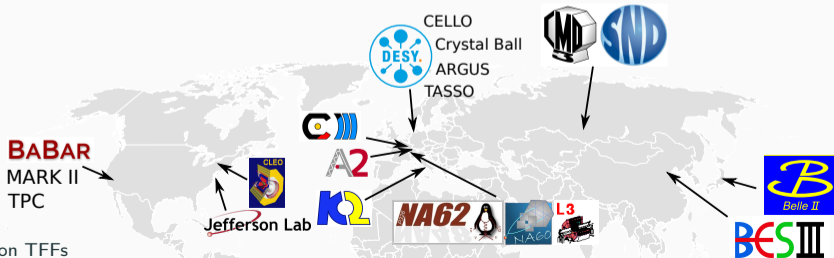 CELLO
Crystal Ball
DESY.
ARGUS
TASSO
CMD
SND
BABAR
MARK II
TPC
CLEO
Jefferson Lab
A2
NA62
NA60
L3
Belle II
BESIII
on TFFs